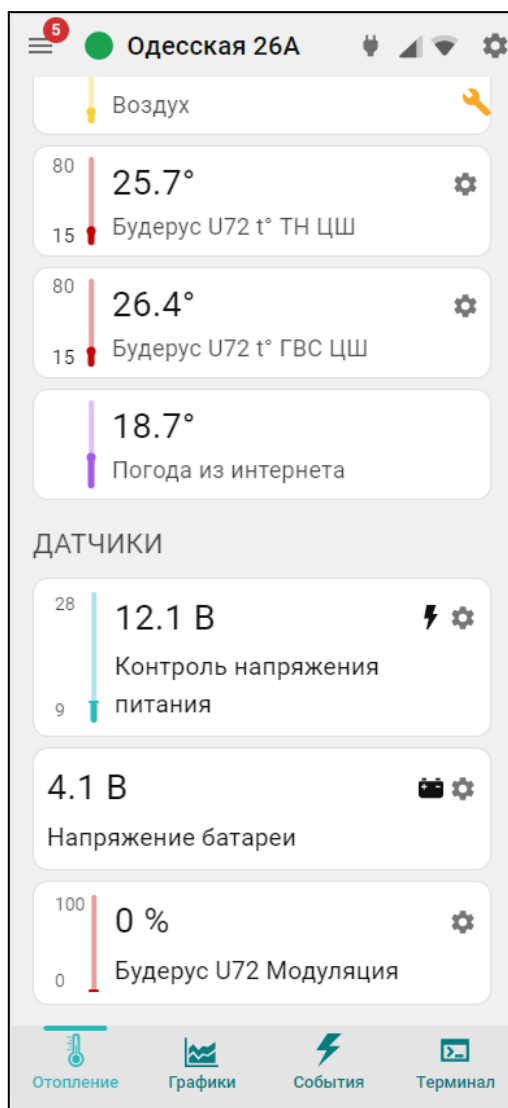 5
Одесская 26А
Воздух
80
25.7°
15
Будерус U72 t° ТН ЦШ
80
26.4°
15
Будерус U72 t° ГВС ЦШ
18.7°
Погода из интернета
ДАТЧИКИ
28
12.1 В
Контроль напряжения
9
питания
4.1 В
Напряжение батареи
100
0 %
0
Будерус U72 Модуляция
Отопление
Графики
События
Терминал